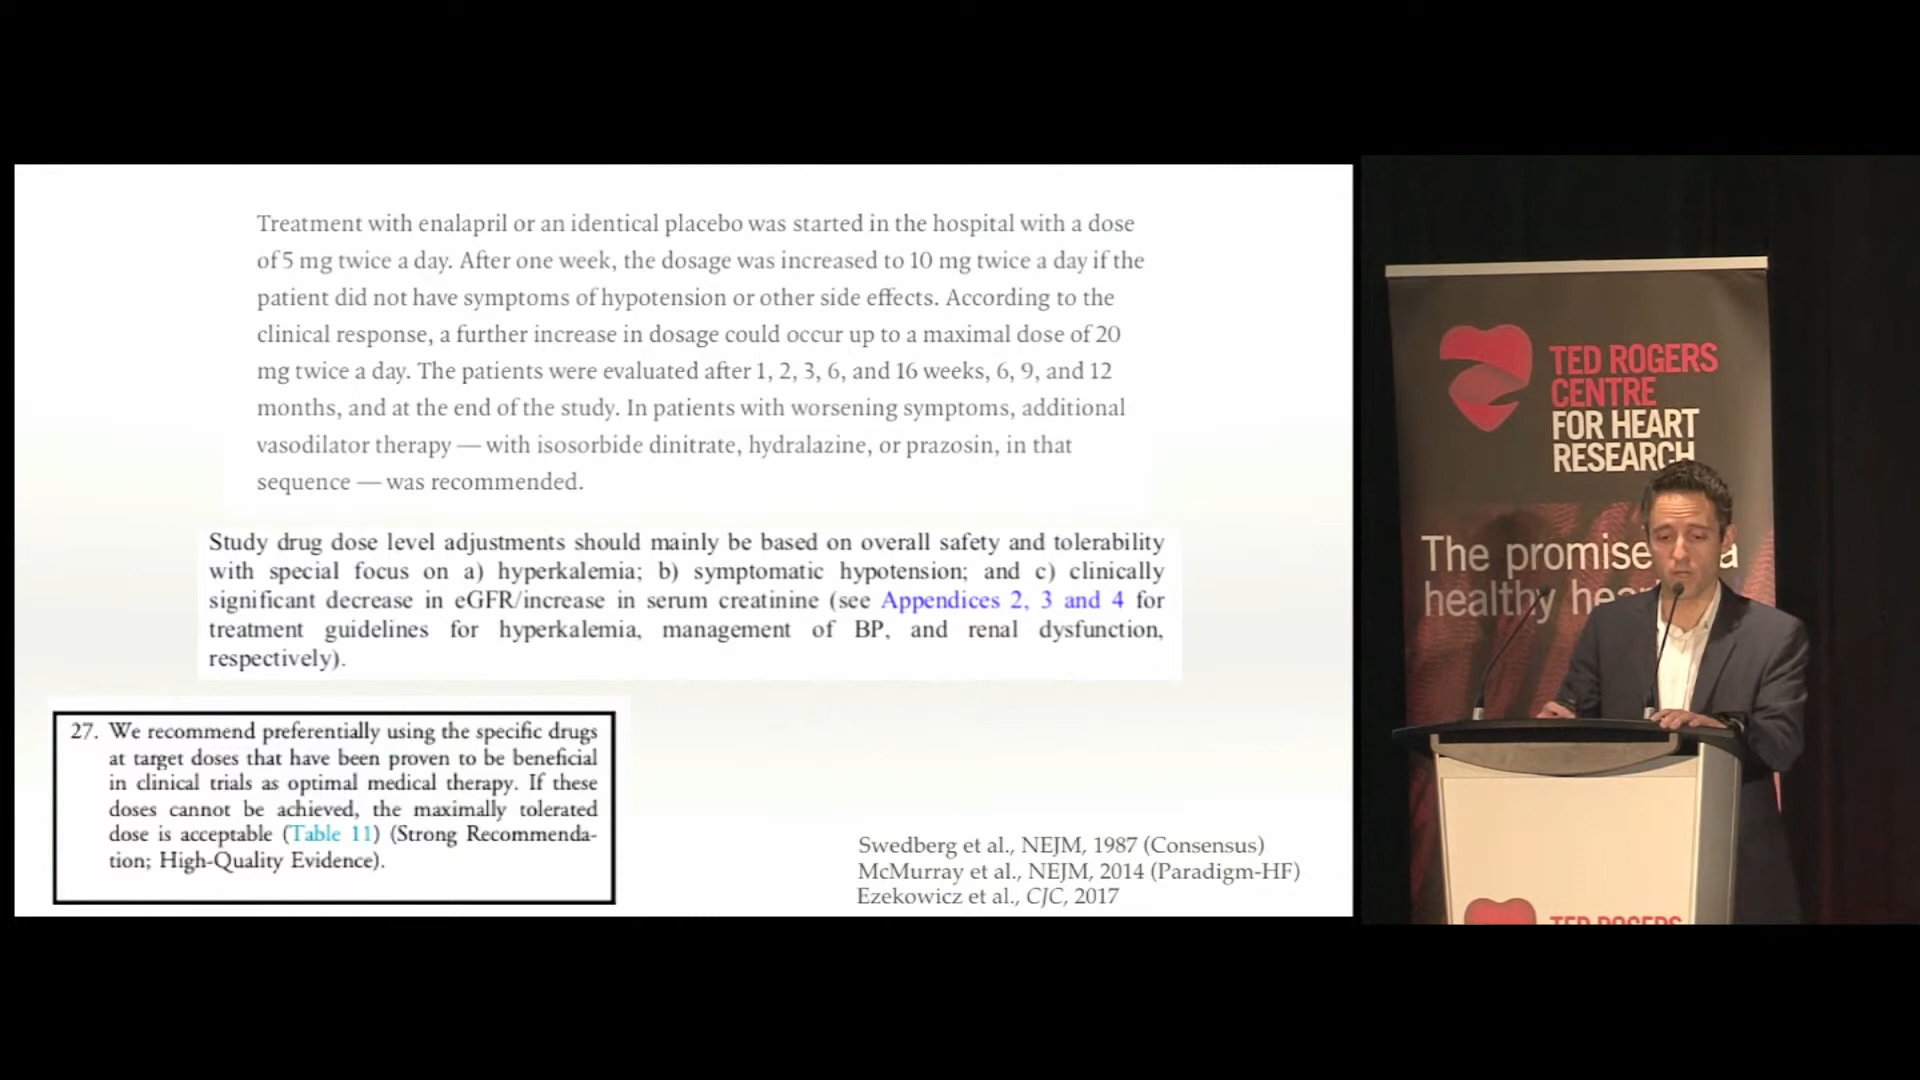 Treatment with enalapril or an identical placebo was started in the hospital with a dose
of 5 mg twice a day. After one week, the dosage was increased to 10 mg twice a day if the
patient did not have symptoms of hypotension or other side effects. According to the
clinical response, a further increase in dosage could occur up to a maximal dose of 20
mg twice a day. The patients were evaluated after 1, 2, 3, 6, and 16 weeks, 6, 9, and 12
months, and at the end of the study. In patients with worsening symptoms, additional
vasodilator therapy — with isosorbide dinitrate, hydralazine, or prazosin, in that
sequence — was recommended.
Study drug dose level adjustments should mainly be based on overall safety and tolerability
with special focus on a) hyperkalemia; b) symptomatic hypotension; and c) clinically
significant decrease in eGFR/increase in serum creatinine (see Appendices 2, 3 and 4 for
treatment guidelines for hyperkalemia, management of BP, and renal dysfunction,
respectively).
27. We recommend preferentially using the specific drugs
at target doses that have been proven to be beneficial
in clinical trials as optimal medical therapy. If these
doses cannot be achieved, the maximally tolerated
dose is acceptable (Table 11) (Strong Recommenda-
tion; High-Quality Evidence).
Swedberg et al., NEJM, 1987 (Consensus)
McMurray et al., NEJM, 2014 (Paradigm-HF)
Ezekowicz et al., CJC, 2017
TED ROGERS
CENTRE
FOR HEART
RESEARCH
The promise a
healthy
TED ROGERS